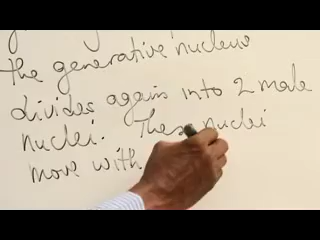 the generative nucleus
divides again into 2 male
nuclei. These nuclei
move with